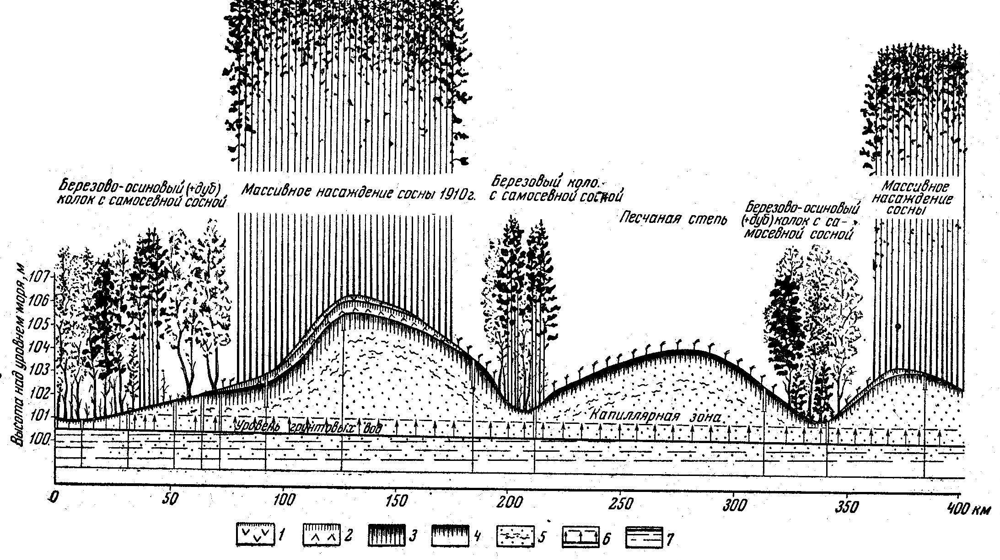 Березово-осиновый (+дуб)
колок с самосевной сосной
Массивное насаждение сосны 1910г.
Березовый коло
с самосевной сосной
Песчаная степь
Березово-осиновый
(+дуб) колок с са-
мосевной сосной
Массивное
насаждение
сосны
Высота над уровнем моря, м
107
106
105
104
103
102
101
100
Капиллярная зона
уровень грунтовых вод
0 50 100 150 200 250 300 350 400 км
1 2 3 4 5 6 7